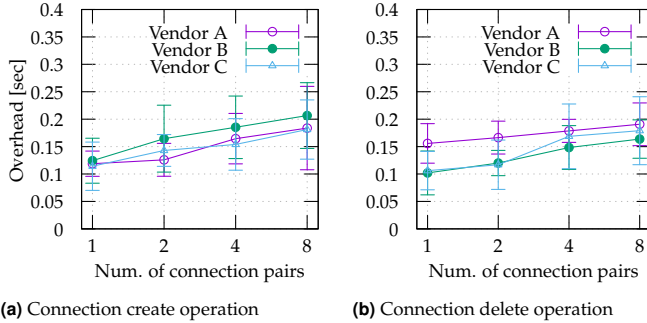 0.4
0.35
0.3
0.25
0.2
0.15
0.1
0.05
0
Overhead [sec]
Vendor A
Vendor B
Vendor C
1 2 4 8
Num. of connection pairs
(a) Connection create operation
0.4
0.35
0.3
0.25
0.2
0.15
0.1
0.05
0
Vendor A
Vendor B
Vendor C
1 2 4 8
Num. of connection pairs
(b) Connection delete operation